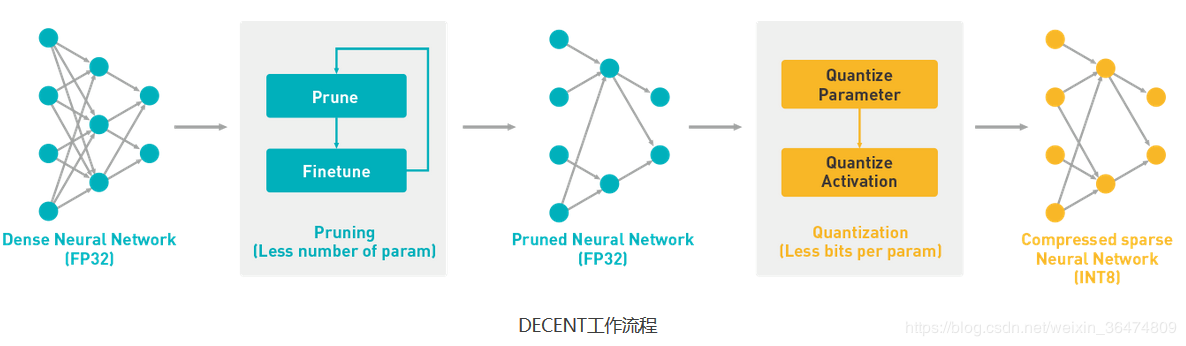 Dense Neural Network
(FP32)
Prune
Finetune
Pruning
(Less number of param)
Pruned Neural Network
(FP32)
Quantize
Parameter
Quantize
Activation
Quantization
(Less bits per param)
Compressed sparse
Neural Network
(INT8)
DECENT工作流程
https://blog.csdn.net/weixin_36474809